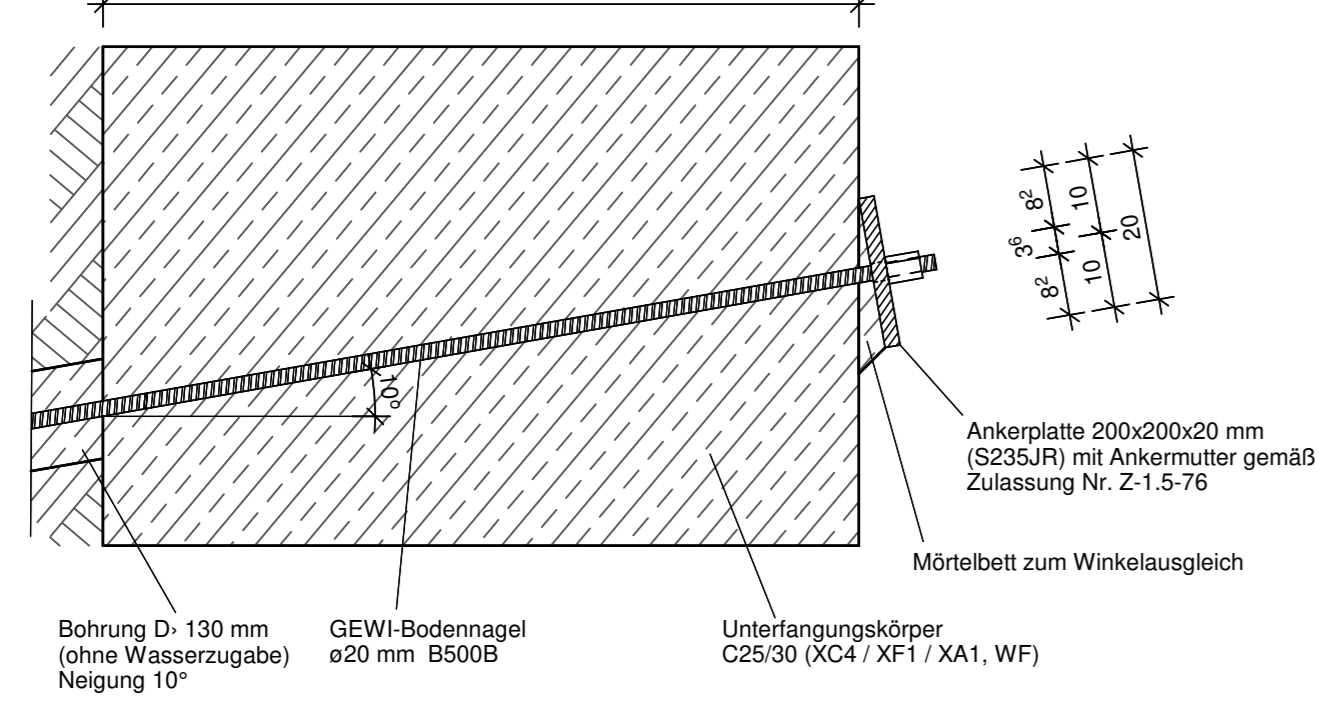 8²
3⁶
8²
10
10
20
10°
Ankerplatte 200x200x20 mm
(S235JR) mit Ankermutter gemäß
Zulassung Nr. Z-1.5-76
Mörtelbett zum Winkelausgleich
Bohrung D› 130 mm
(ohne Wasserzugabe)
Neigung 10°
GEWI-Bodennagel
ø20 mm B500B
Unterfangungskörper
C25/30 (XC4 / XF1 / XA1, WF)